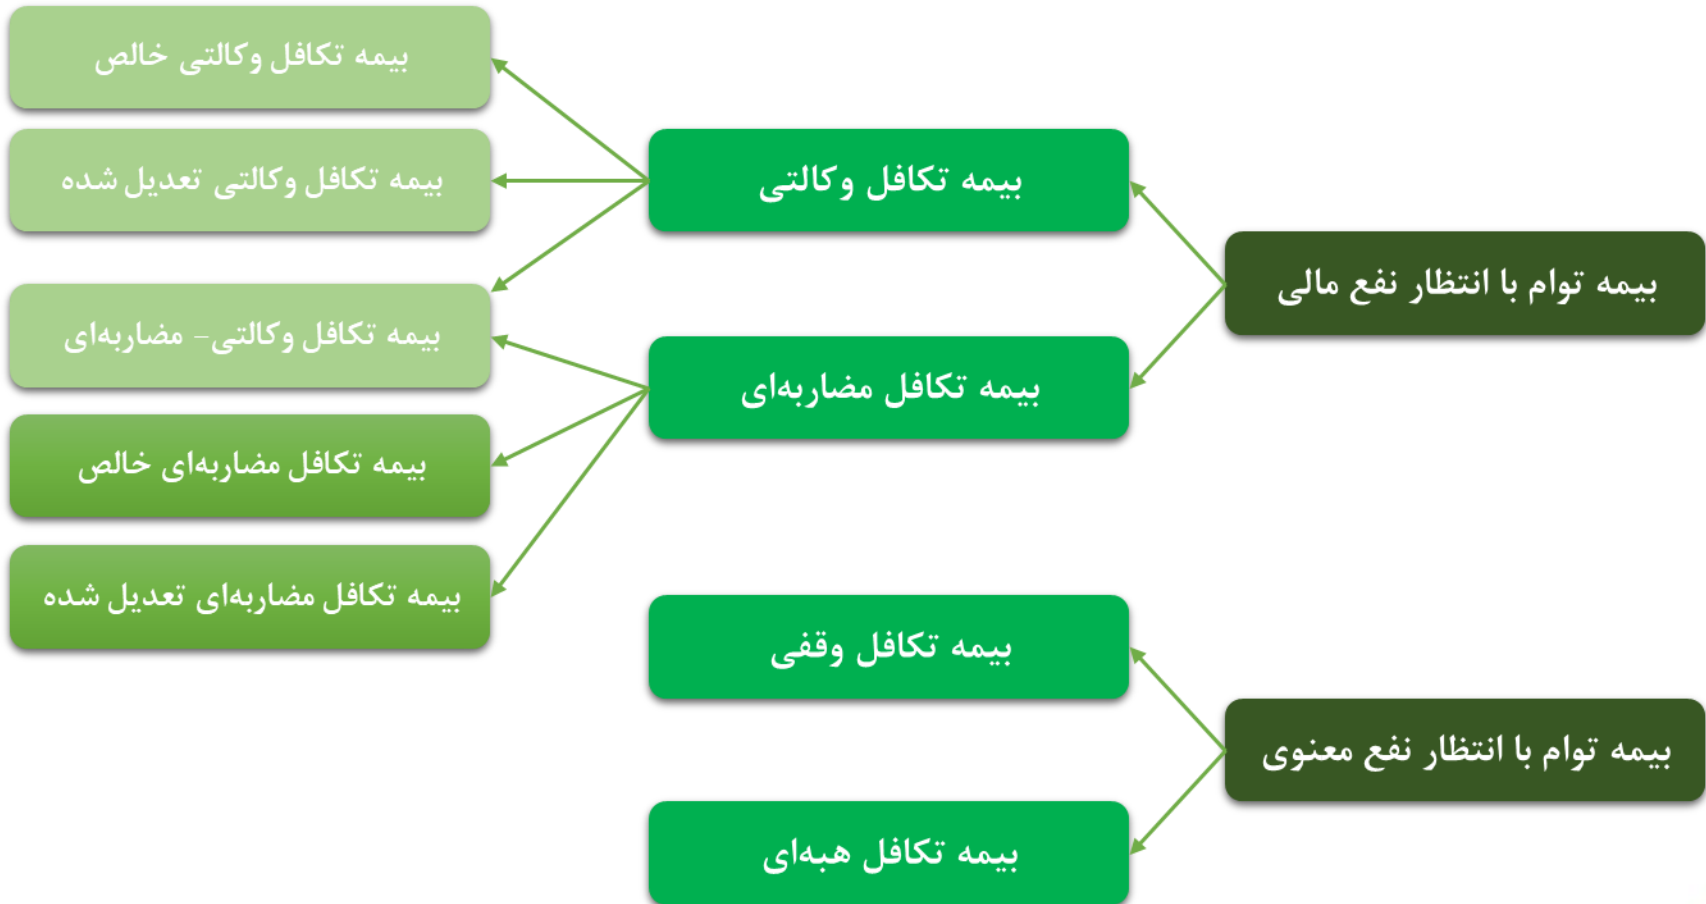 بیمه توام با انتظار نفع مالی
بیمه تکافل وکالتی
بیمه تکافل وکالتی خالص
بیمه تکافل وکالتی تعدیل شده
بیمه تکافل وکالتی- مضاربه‌ای
بیمه تکافل مضاربه‌ای
بیمه تکافل مضاربه‌ای خالص
بیمه تکافل مضاربه‌ای تعدیل شده
بیمه توام با انتظار نفع معنوی
بیمه تکافل وقفی
بیمه تکافل هبه‌ای